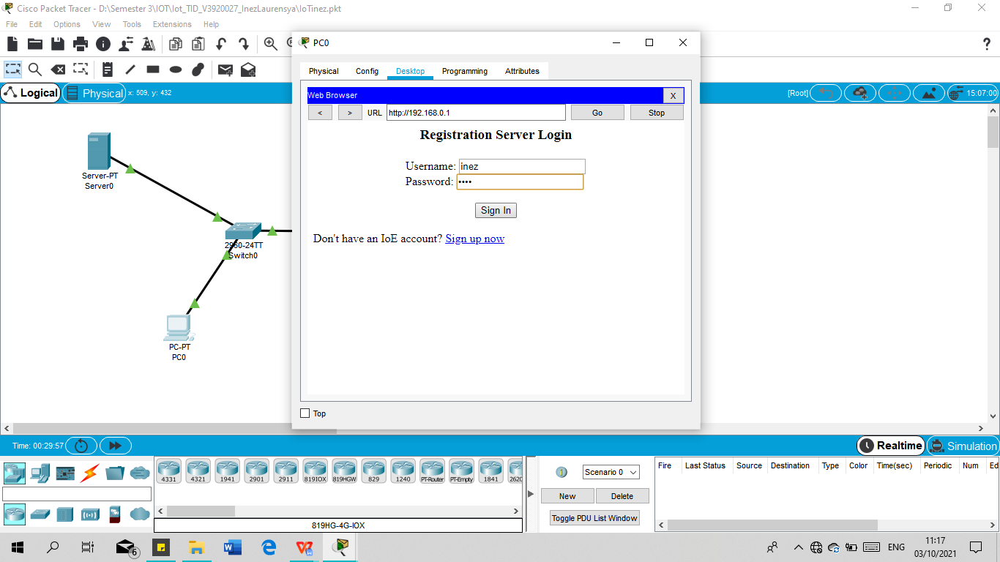 Cisco Packet Tracer - D:\Semester 3\IOT\Iot_TID_V3920027_InezLaurensya\IoTinez.pkt
File Edit Options View Tools Extensions Help
?
Logical Physical x: 509, y: 432
[Root] 15:07:00
PC0
Physical Config Desktop Programming Attributes
Web Browser X
< > URL http://192.168.0.1 Go Stop
Registration Server Login
Username: inez
Password: ••••
Sign In
Don't have an IoE account? Sign up now
Top
Server-PT
Server0
2960-24TT
Switch0
PC-PT
PC0
Time: 00:29:57
Realtime Simulation
4331 4321 1941 2901 2911 819IOX 819HGW 829 1240 PT-Router PT-Empty 1841 2620
819HG-4G-IOX
Scenario 0
New Delete
Toggle PDU List Window
Fire Last Status Source Destination Type Color Time(sec) Periodic Num Ed
6
ENG
11:17
03/10/2021